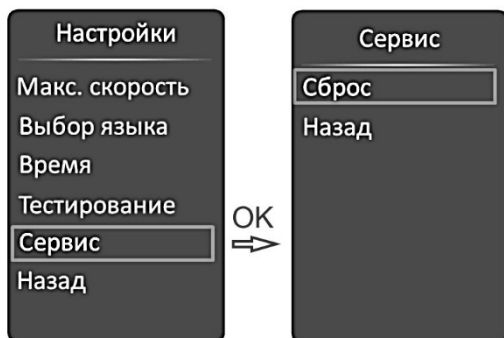 Настройки
Макс. скорость
Выбор языка
Время
Тестирование
Сервис
Назад
OK
Сервис
Сброс
Назад